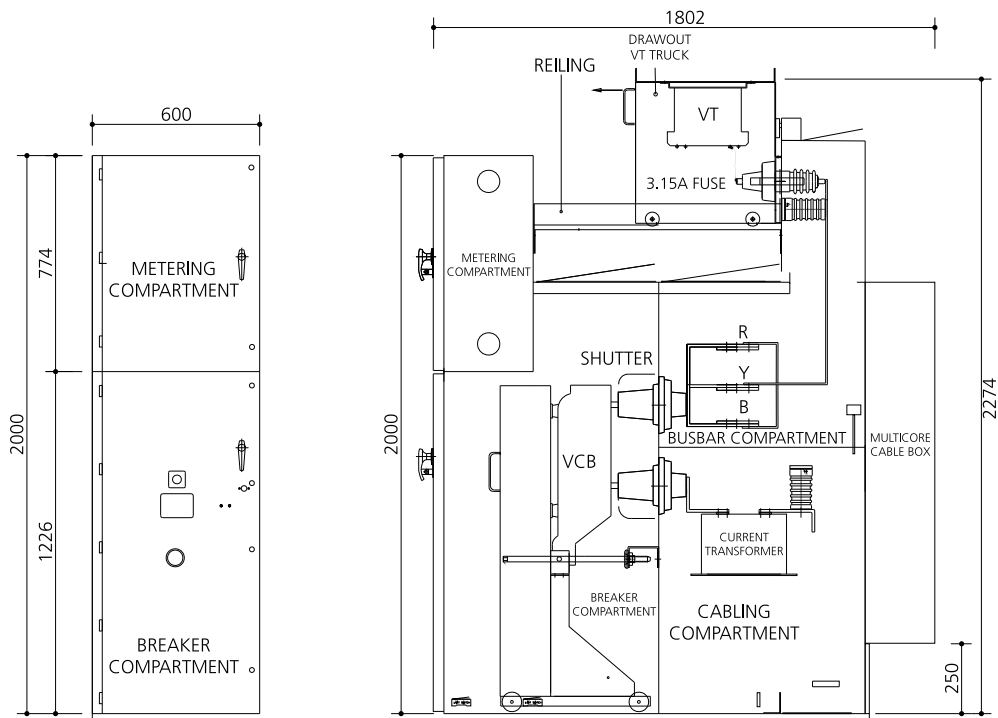 1802
DRAWOUT
VT TRUCK
REILING
600
VT
3.15A FUSE
774
METERING
COMPARTMENT
METERING
COMPARTMENT
R
SHUTTER
Y
2274
2000
2000
B
BUSBAR COMPARTMENT
MULTICORE
CABLE BOX
VCB
1226
CURRENT
TRANSFORMER
BREAKER
COMPARTMENT
CABLING
COMPARTMENT
BREAKER
COMPARTMENT
250